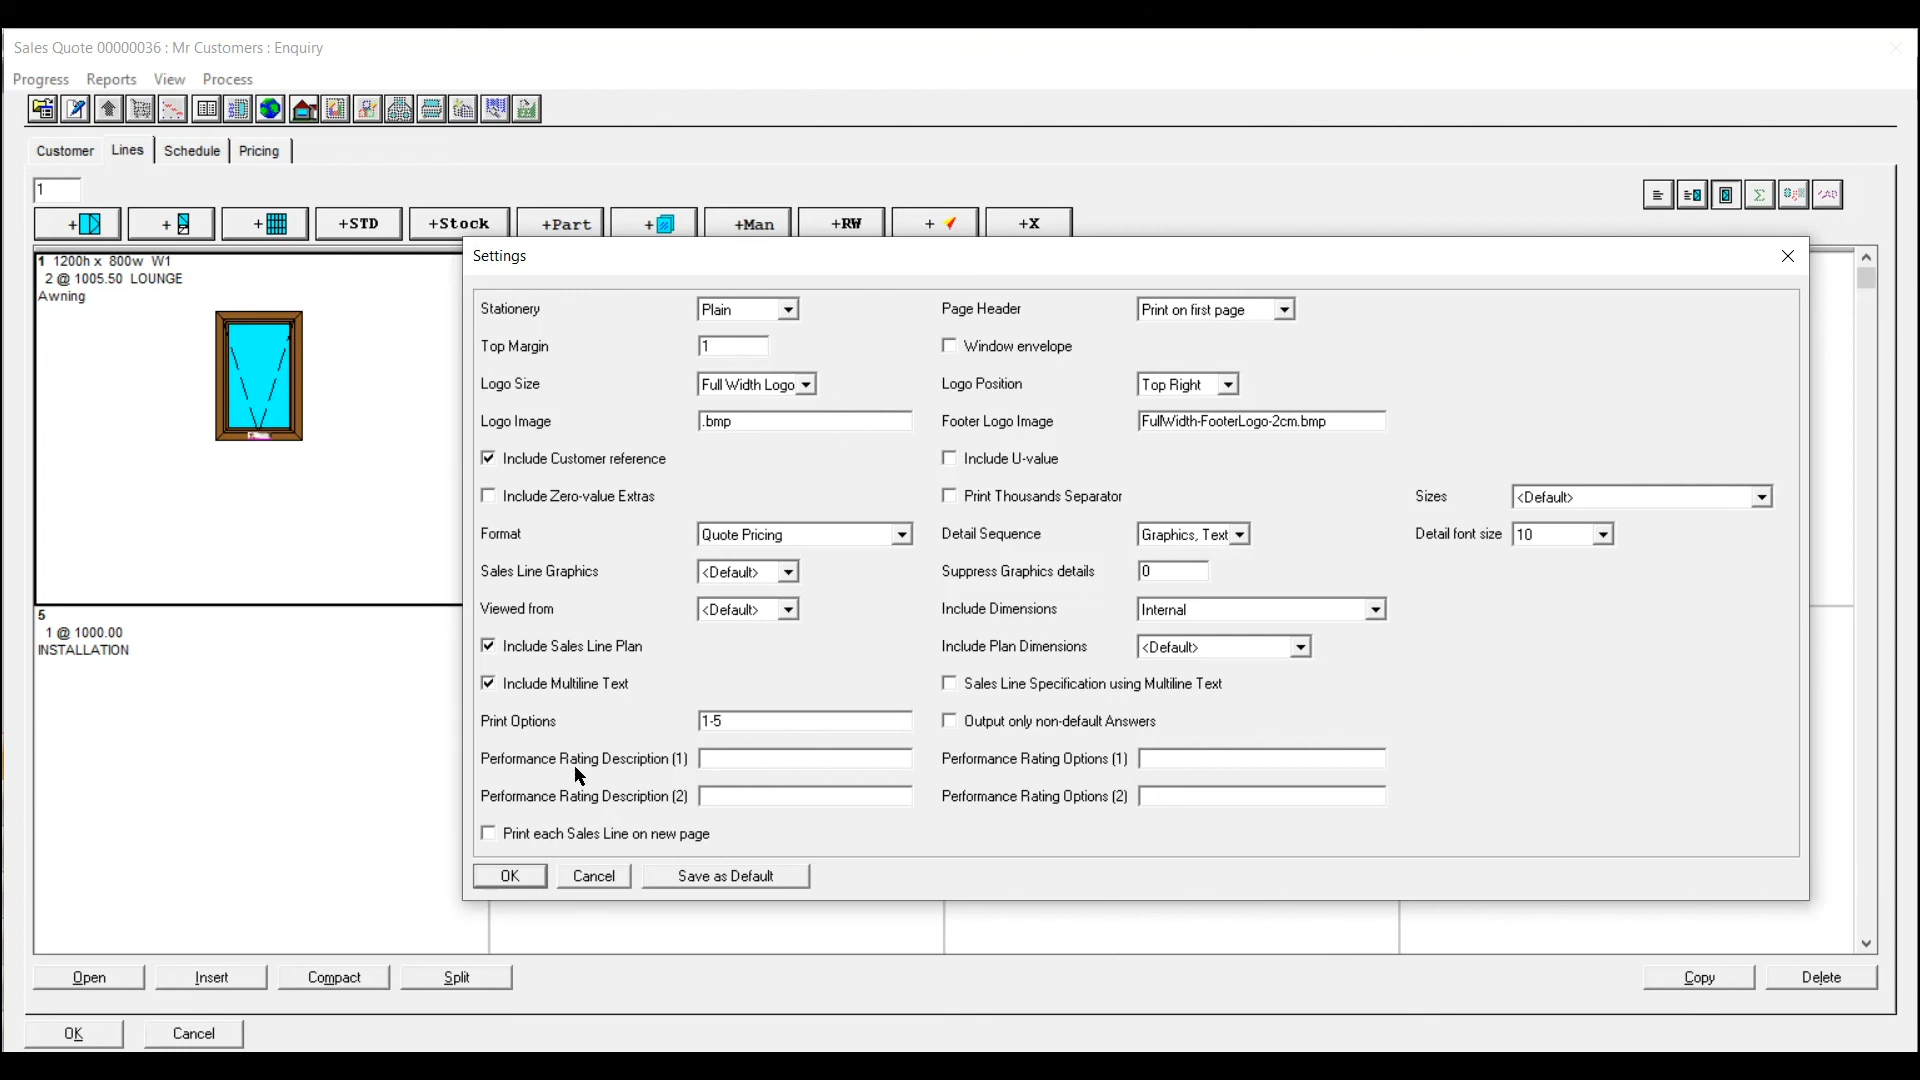 Sales Quote 00000036 : Mr Customers : Enquiry
Progress Reports View Process
Customer Lines Schedule Pricing
1
+ + + +STD +Stock +Part + +Man +RW + +X
1 1200h x 800w W1
2 @ 1005.50 LOUNGE
Awning
5
1 @ 1000.00
INSTALLATION
Settings
Stationery Plain Page Header Print on first page
Top Margin 1 Window envelope
Logo Size Full Width Logo Logo Position Top Right
Logo Image .bmp Footer Logo Image FullWidth-FooterLogo-2cm.bmp
Include Customer reference Include U-value
Include Zero-value Extras Print Thousands Separator Sizes <Default>
Format Quote Pricing Detail Sequence Graphics, Text Detail font size 10
Sales Line Graphics <Default> Suppress Graphics details 0
Viewed from <Default> Include Dimensions Internal
Include Sales Line Plan Include Plan Dimensions <Default>
Include Multiline Text Sales Line Specification using Multiline Text
Print Options 1-5 Output only non-default Answers
Performance Rating Description (1) Performance Rating Options (1)
Performance Rating Description (2) Performance Rating Options (2)
Print each Sales Line on new page
OK Cancel Save as Default
Open Insert Compact Split Copy Delete
OK Cancel